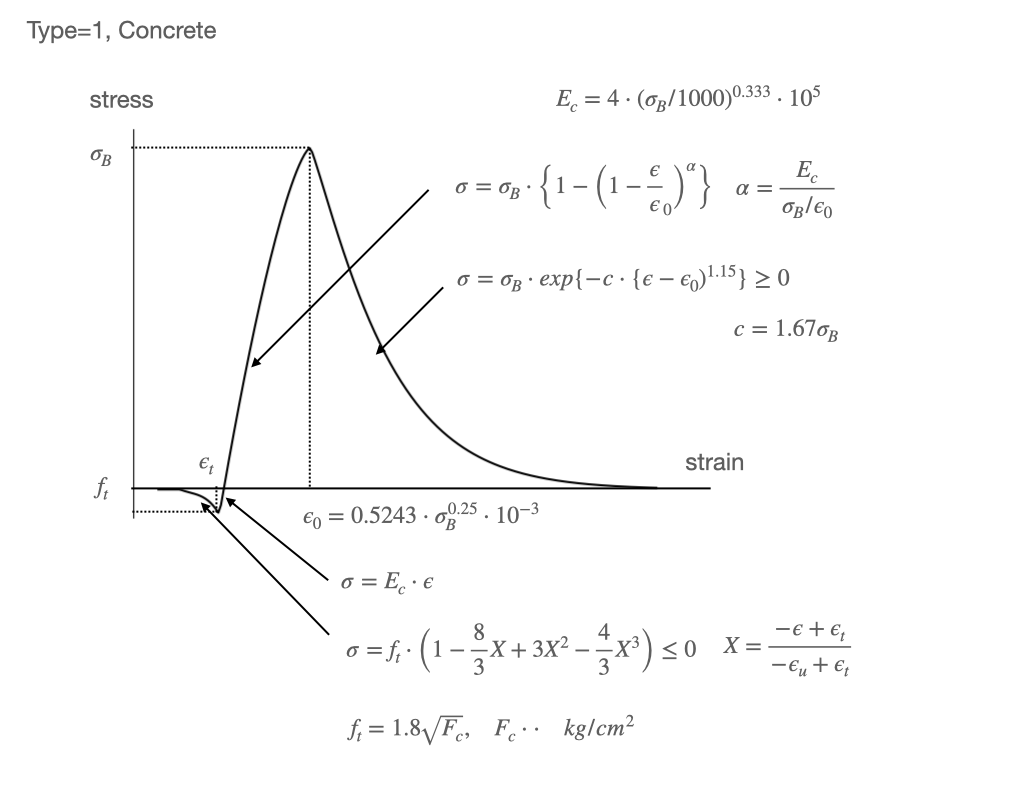 Type=1, Concrete
stress
E_c = 4 · (σ_B/1000)^{0.333} · 10^5
σ_B
σ = σ_B · {1 − (1 − ϵ/ϵ_0)^α} α = E_c / (σ_B/ϵ_0)
σ = σ_B · exp{−c · {ϵ − ϵ_0)^{1.15}} ≥ 0
c = 1.67σ_B
ϵ_t
strain
f_t
ϵ_0 = 0.5243 · σ_B^{0.25} · 10^{−3}
σ = E_c · ϵ
σ = f_t · (1 − 8/3 X + 3X^2 − 4/3 X^3) ≤ 0 X = (−ϵ + ϵ_t) / (−ϵ_u + ϵ_t)
f_t = 1.8√F_c, F_c ·· kg/cm^2